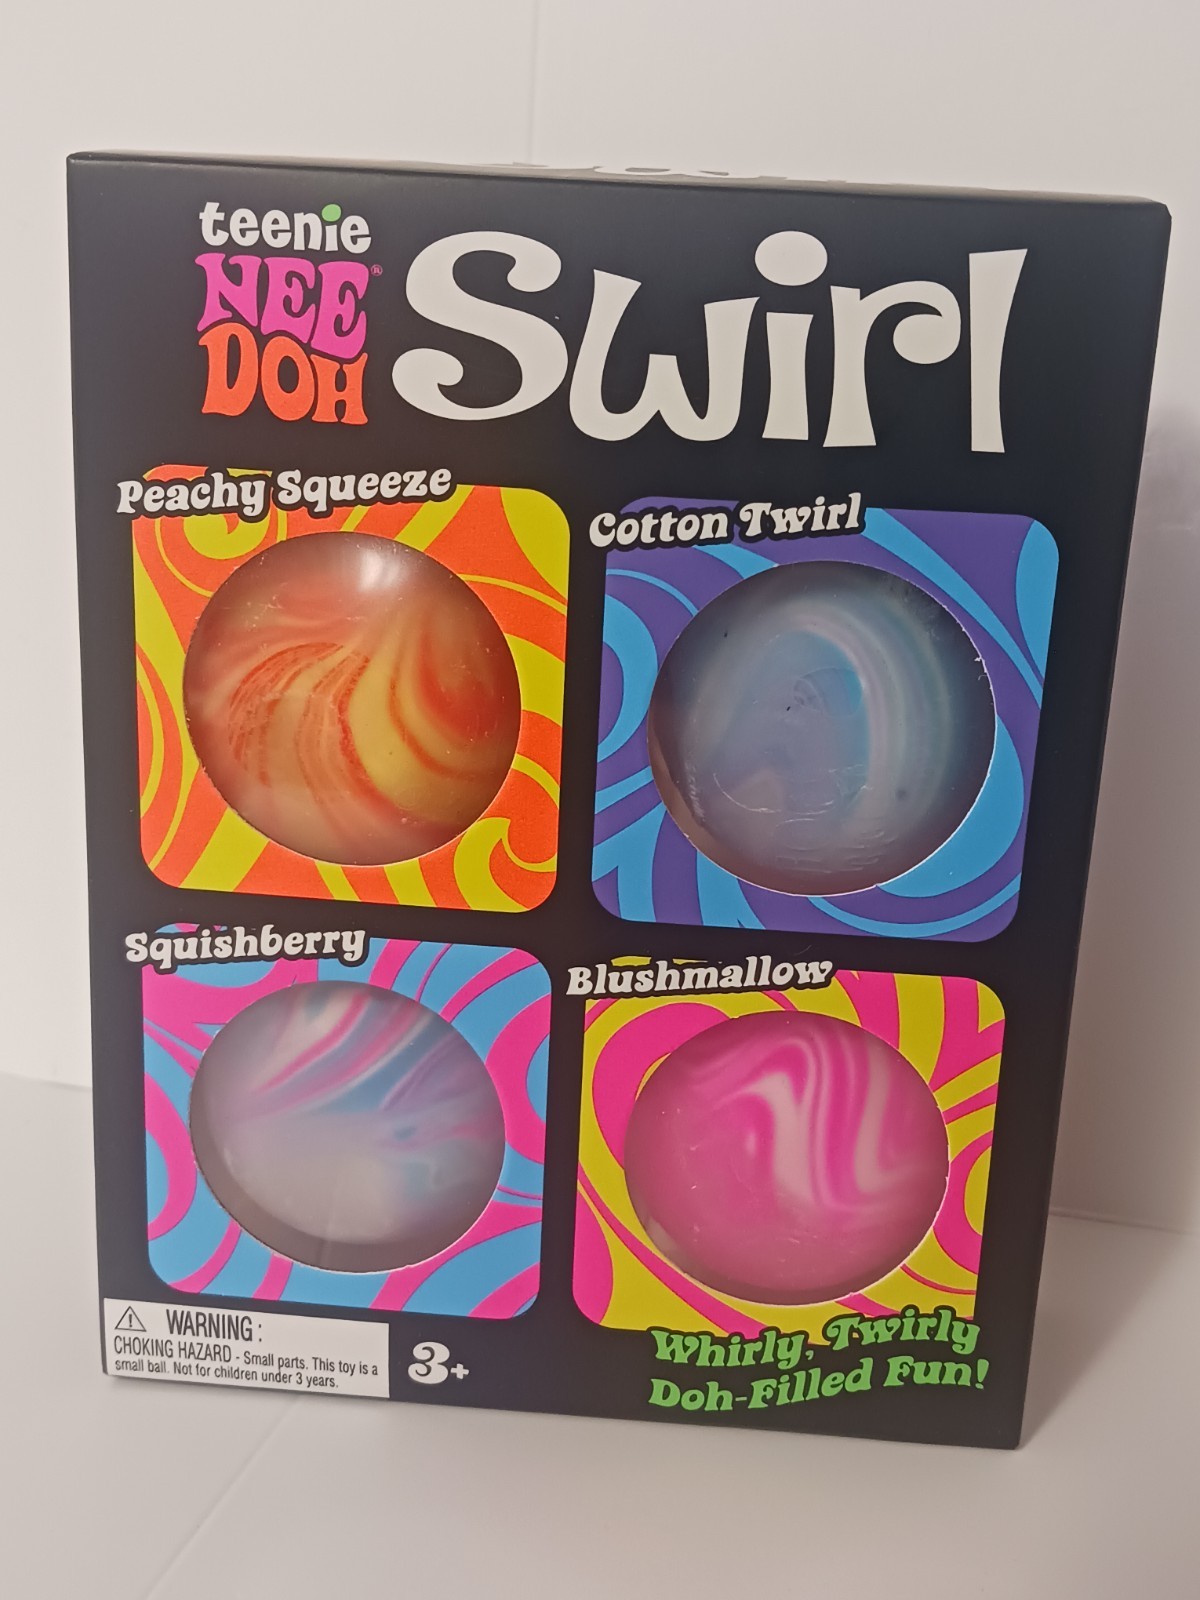 teenie
NEE®
DOH
Swirl
Peachy Squeeze
Cotton Twirl
Squishberry
Blushmallow
⚠ WARNING:
CHOKING HAZARD - Small parts. This toy is a
small ball. Not for children under 3 years.
3+
Whirly, Twirly
Doh-Filled Fun!